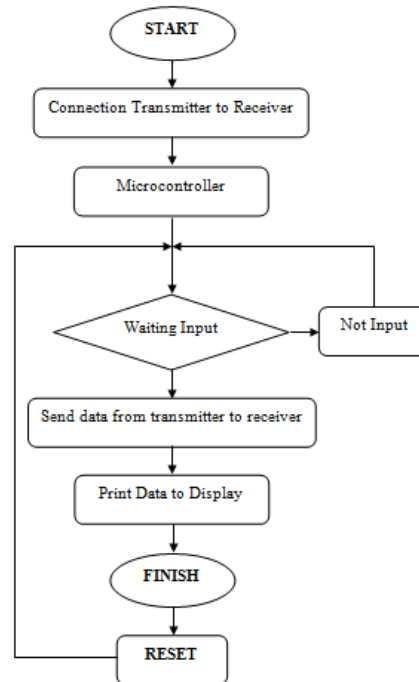 START
Connection Transmitter to Receiver
Microcontroller
Waiting Input
Not Input
Send data from transmitter to receiver
Print Data to Display
FINISH
RESET